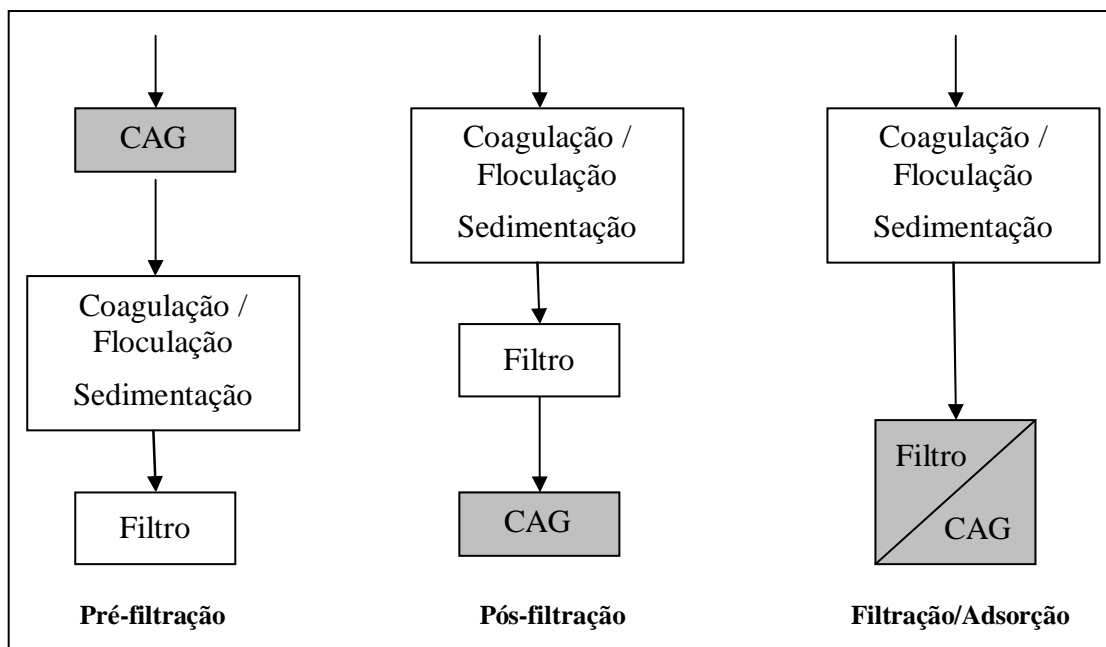 CAG
Coagulação /
Floculação
Sedimentação
Filtro
Pré-filtração
Coagulação /
Floculação
Sedimentação
Filtro
CAG
Pós-filtração
Coagulação /
Floculação
Sedimentação
Filtro
CAG
Filtração/Adsorção